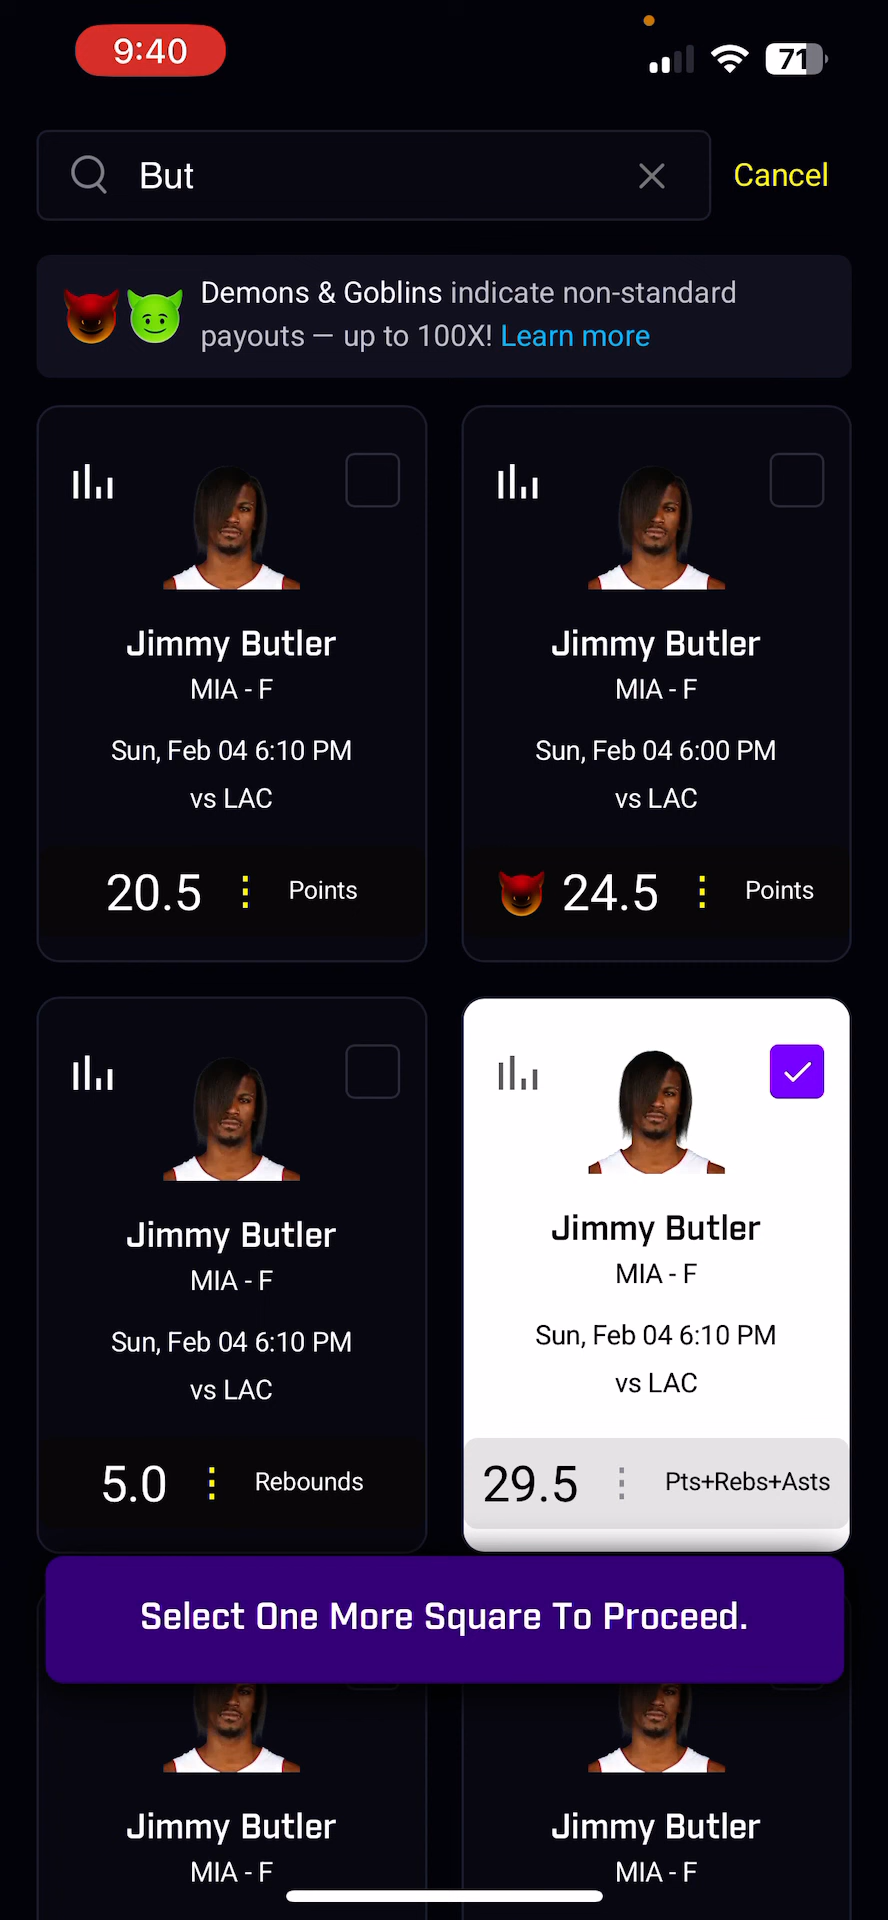 9:40
71
But
Cancel
Demons & Goblins indicate non-standard
payouts — up to 100X! Learn more
Jimmy Butler
MIA - F
Sun, Feb 04 6:10 PM
vs LAC
20.5
Points
Jimmy Butler
MIA - F
Sun, Feb 04 6:00 PM
vs LAC
24.5
Points
Jimmy Butler
MIA - F
Sun, Feb 04 6:10 PM
vs LAC
5.0
Rebounds
Jimmy Butler
MIA - F
Sun, Feb 04 6:10 PM
vs LAC
29.5
Pts+Rebs+Asts
Select One More Square To Proceed.
Jimmy Butler
MIA - F
Jimmy Butler
MIA - F